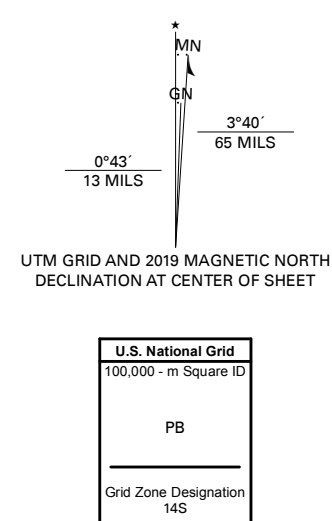 ★
MN
GN
3°40´
65 MILS
0°43´
13 MILS
UTM GRID AND 2019 MAGNETIC NORTH
DECLINATION AT CENTER OF SHEET
U.S. National Grid
100,000 - m Square ID
PB
Grid Zone Designation
14S